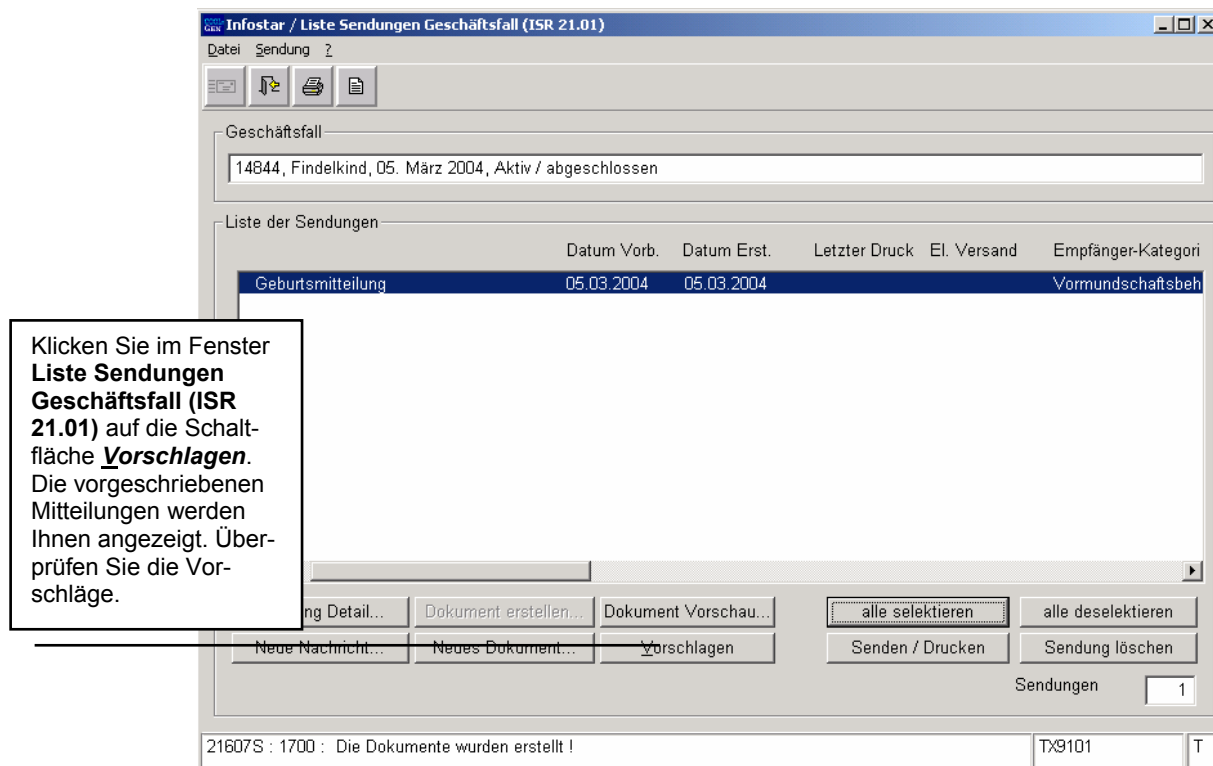 Infostar / Liste Sendungen Geschäftsfall (ISR 21.01)
Datei Sendung ?
Geschäftsfall
14844, Findelkind, 05. März 2004, Aktiv / abgeschlossen
Liste der Sendungen
Datum Vorb. Datum Erst. Letzter Druck El. Versand Empfänger-Kategori
Geburtsmitteilung 05.03.2004 05.03.2004 Vormundschaftsbeh
Klicken Sie im Fenster
Liste Sendungen
Geschäftsfall (ISR
21.01) auf die Schalt-
fläche Vorschlagen.
Die vorgeschriebenen
Mitteilungen werden
Ihnen angezeigt. Über-
prüfen Sie die Vor-
schläge.
ng Detail... Dokument erstellen... Dokument Vorschau... alle selektieren alle deselektieren
Neue Nachricht... Neues Dokument... Vorschlagen Senden / Drucken Sendung löschen
Sendungen 1
21607S : 1700 : Die Dokumente wurden erstellt ! TX9101 T